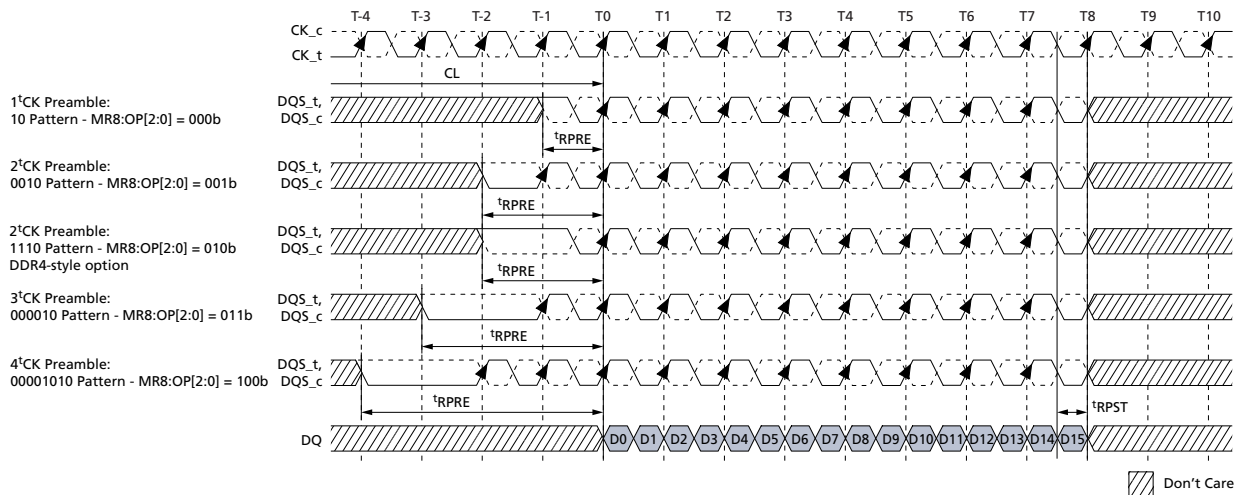 T-4 T-3 T-2 T-1 T0 T1 T2 T3 T4 T5 T6 T7 T8 T9 T10
CK_c
CK_t
CL
1tCK Preamble:
10 Pattern - MR8:OP[2:0] = 000b
DQS_t,
DQS_c
tRPRE
2tCK Preamble:
0010 Pattern - MR8:OP[2:0] = 001b
DQS_t,
DQS_c
tRPRE
2tCK Preamble:
1110 Pattern - MR8:OP[2:0] = 010b
DDR4-style option
DQS_t,
DQS_c
tRPRE
3tCK Preamble:
000010 Pattern - MR8:OP[2:0] = 011b
DQS_t,
DQS_c
tRPRE
4tCK Preamble:
00001010 Pattern - MR8:OP[2:0] = 100b
DQS_t,
DQS_c
tRPRE
tRPST
DQ
D0 D1 D2 D3 D4 D5 D6 D7 D8 D9 D10 D11 D12 D13 D14 D15
Don't Care